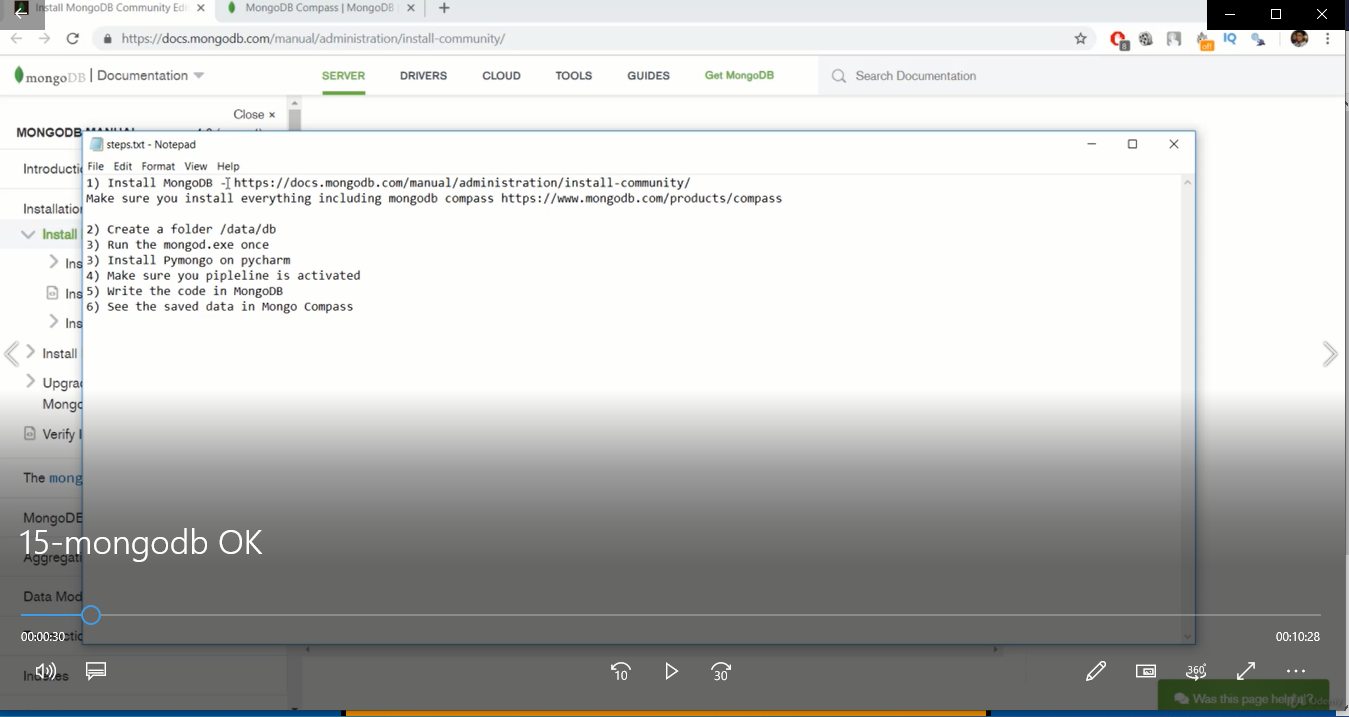 Install MongoDB Community Edi
MongoDB Compass | MongoDB
https://docs.mongodb.com/manual/administration/install-community/
8
off
IQ
mongoDB | Documentation
SERVER
DRIVERS
CLOUD
TOOLS
GUIDES
Get MongoDB
Search Documentation
Close ×
MONGODB MANUAL
steps.txt - Notepad
File Edit Format View Help
1) Install MongoDB - https://docs.mongodb.com/manual/administration/install-community/
Make sure you install everything including mongodb compass https://www.mongodb.com/products/compass
2) Create a folder /data/db
3) Run the mongod.exe once
3) Install Pymongo on pycharm
4) Make sure you pipleline is activated
5) Write the code in MongoDB
6) See the saved data in Mongo Compass
Introductio
Installation
Install
Ins
Ins
Ins
Install
Upgra
Mongo
Verify I
The mong
MongoDB
15-mongodb OK
Aggregati
Data Mod
00:00:30
00:10:28
Indexes
10
30
360°
Was this page helpful?
Udemy